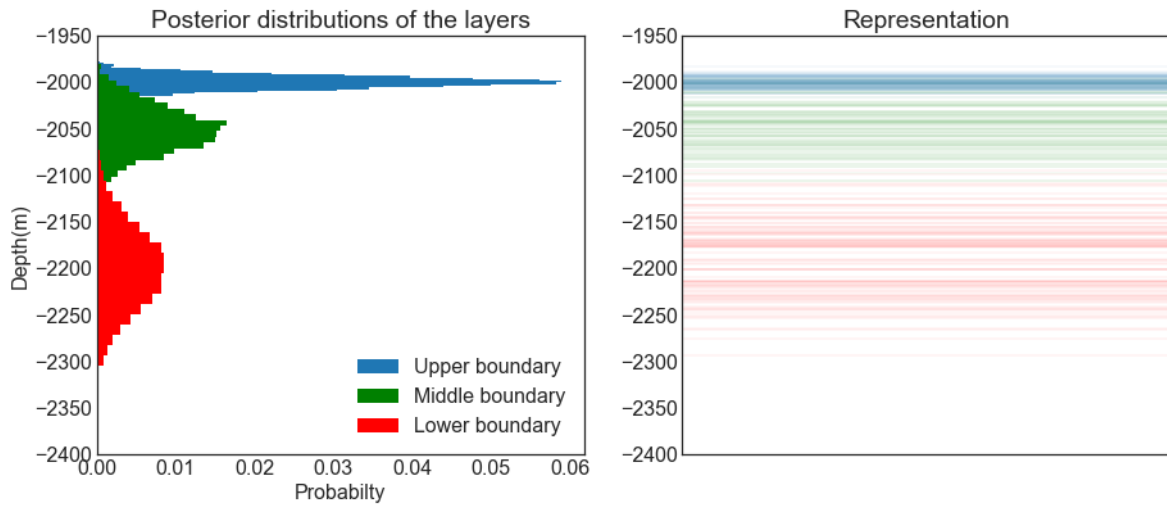 Posterior distributions of the layers
−1950
−2000
−2050
−2100
−2150
−2200
−2250
−2300
−2350
−2400
Depth(m)
0.00 0.01 0.02 0.03 0.04 0.05 0.06
Probabilty
Upper boundary
Middle boundary
Lower boundary
Representation
−1950
−2000
−2050
−2100
−2150
−2200
−2250
−2300
−2350
−2400